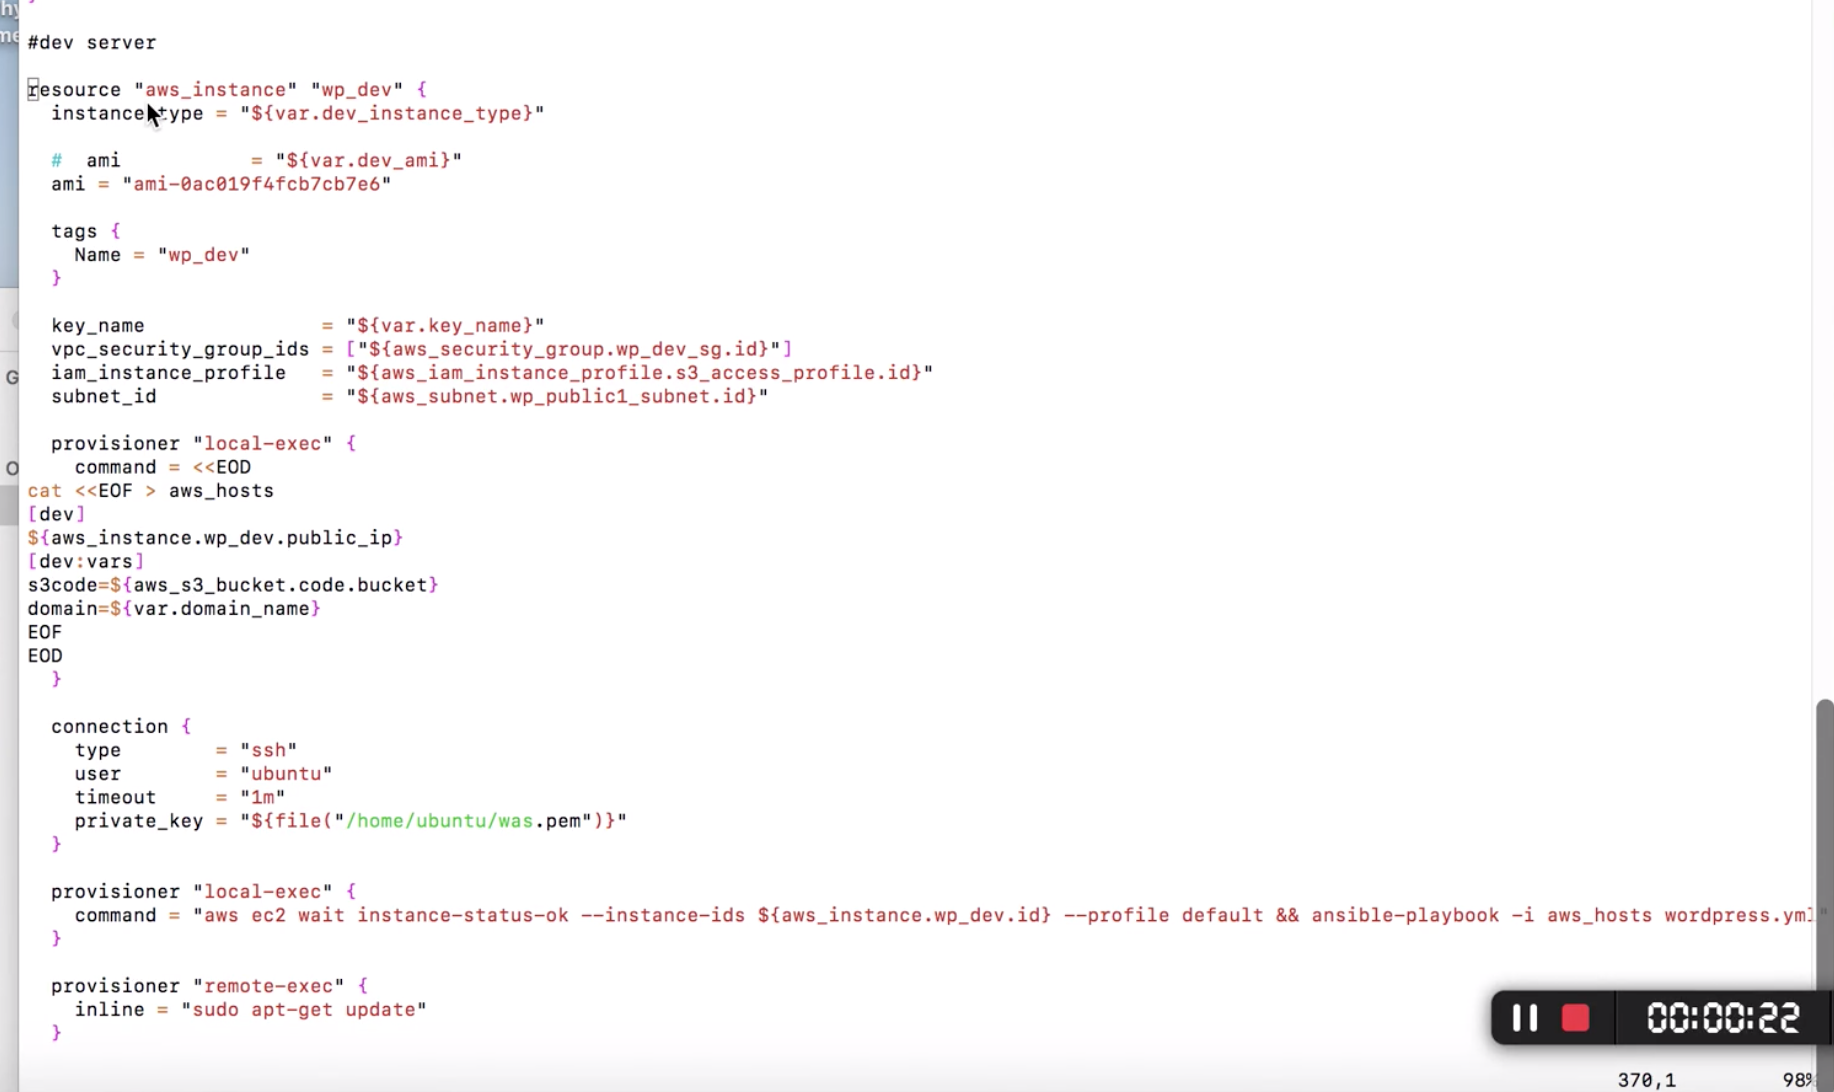 hy
me
}
#dev server
resource "aws_instance" "wp_dev" {
instance_type = "${var.dev_instance_type}"
# ami = "${var.dev_ami}"
ami = "ami-0ac019f4fcb7cb7e6"
tags {
Name = "wp_dev"
}
key_name = "${var.key_name}"
vpc_security_group_ids = ["${aws_security_group.wp_dev_sg.id}"]
iam_instance_profile = "${aws_iam_instance_profile.s3_access_profile.id}"
subnet_id = "${aws_subnet.wp_public1_subnet.id}"
provisioner "local-exec" {
command = <<EOD
cat <<EOF > aws_hosts
[dev]
${aws_instance.wp_dev.public_ip}
[dev:vars]
s3code=${aws_s3_bucket.code.bucket}
domain=${var.domain_name}
EOF
EOD
}
connection {
type = "ssh"
user = "ubuntu"
timeout = "1m"
private_key = "${file("/home/ubuntu/was.pem")}"
}
provisioner "local-exec" {
command = "aws ec2 wait instance-status-ok --instance-ids ${aws_instance.wp_dev.id} --profile default && ansible-playbook -i aws_hosts wordpress.yml"
}
provisioner "remote-exec" {
inline = "sudo apt-get update"
}
00:00:22
370,1 98%